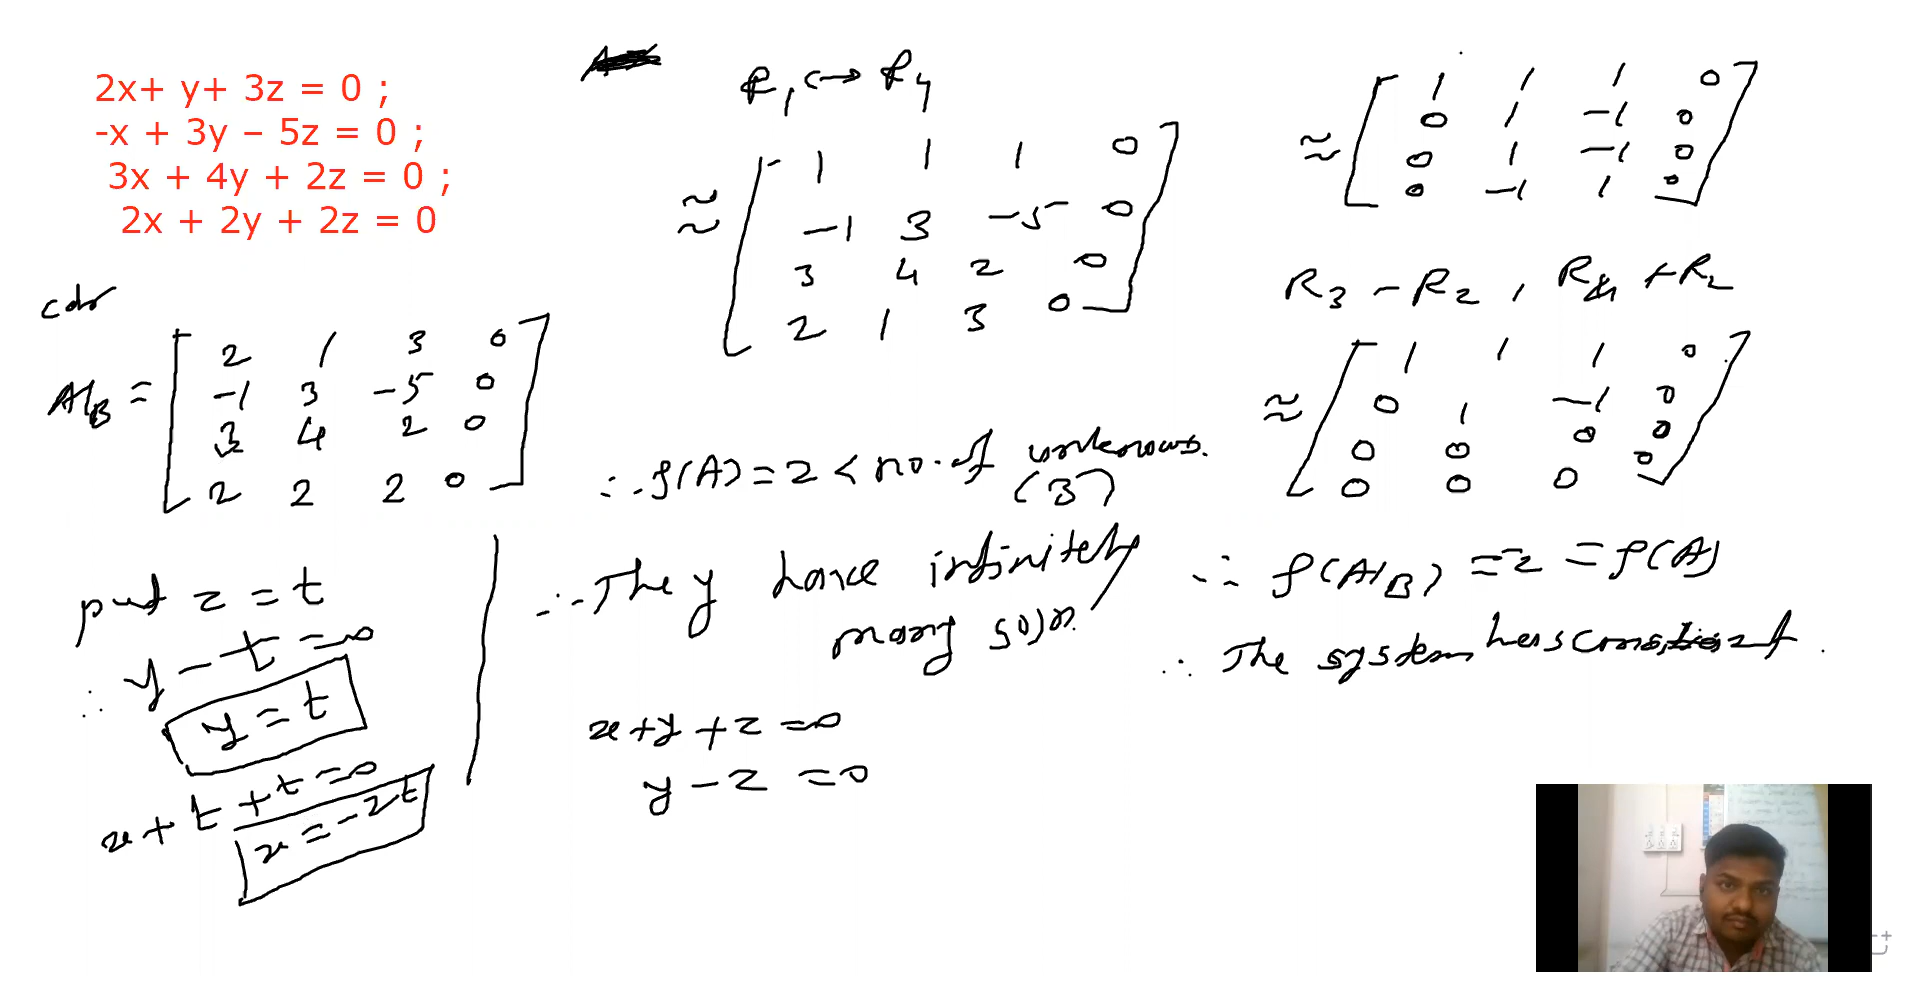 2x+ y+ 3z = 0 ;
-x + 3y – 5z = 0 ;
3x + 4y + 2z = 0 ;
2x + 2y + 2z = 0
A|B =
2 1 3 0
-1 3 -5 0
3 4 2 0
2 2 2 0
R1 ↔ R4
≈
1 1 1 0
-1 3 -5 0
3 4 2 0
2 1 3 0
≈
1 1 1 0
0 1 -1 0
0 1 -1 0
0 -1 1 0
R3 - R2 , R4 + R2
≈
1 1 1 0
0 1 -1 0
0 0 0 0
0 0 0 0
∴ ρ(A|B) = 2 = ρ(A)
∴ The system has consistent.
∴ ρ(A) = 2 < no. of unknowns.
(3)
∴ They have infinitely
many soln.
x + y + z = 0
y - z = 0
put z = t
∴ y - t = 0
y = t
x + t + t = 0
x = -2t